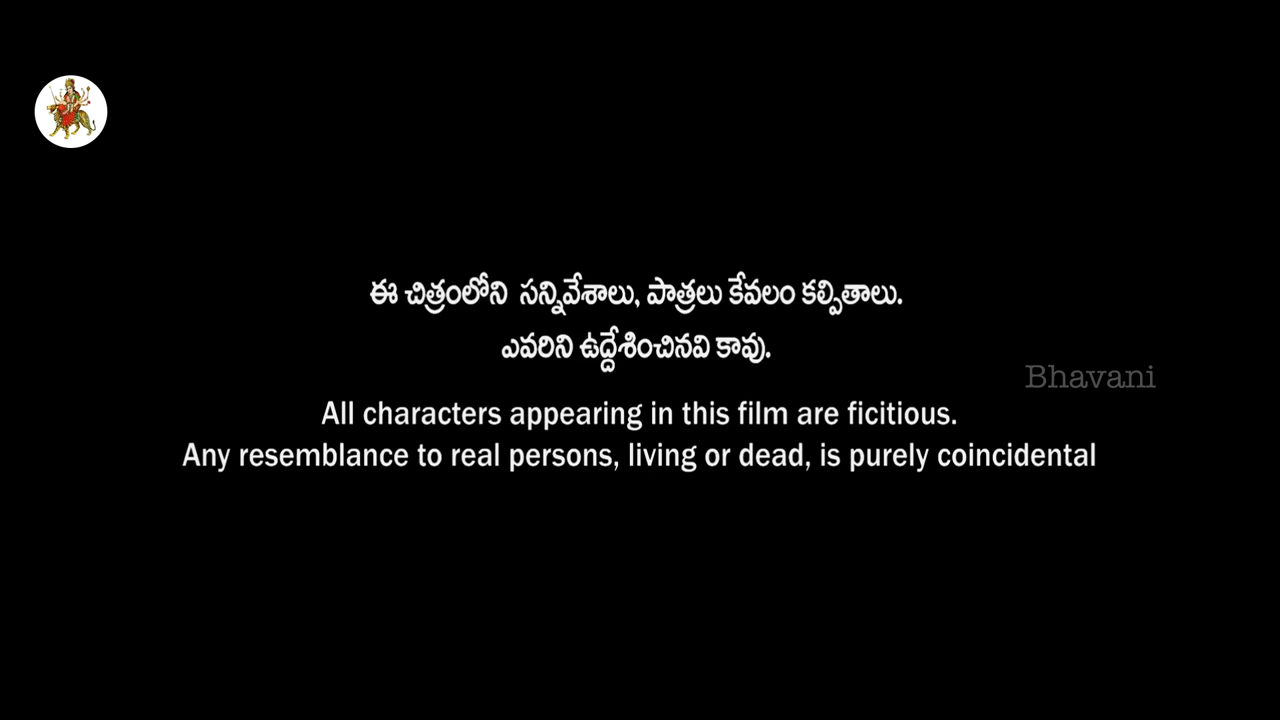 ఈ చిత్రంలోని సన్నివేశాలు, పాత్రలు కేవలం కల్పితాలు.
ఎవరిని ఉద్దేశించినవి కావు.
Bhavani
All characters appearing in this film are ficitious.
Any resemblance to real persons, living or dead, is purely coincidental